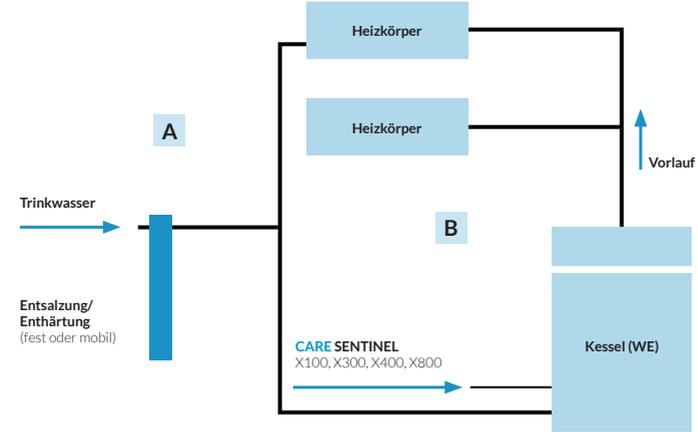 Heizkörper
A
Heizkörper
Vorlauf
Trinkwasser
B
Entsalzung/
Enthärtung
(fest oder mobil)
CARE SENTINEL
X100, X300, X400, X800
Kessel (WE)